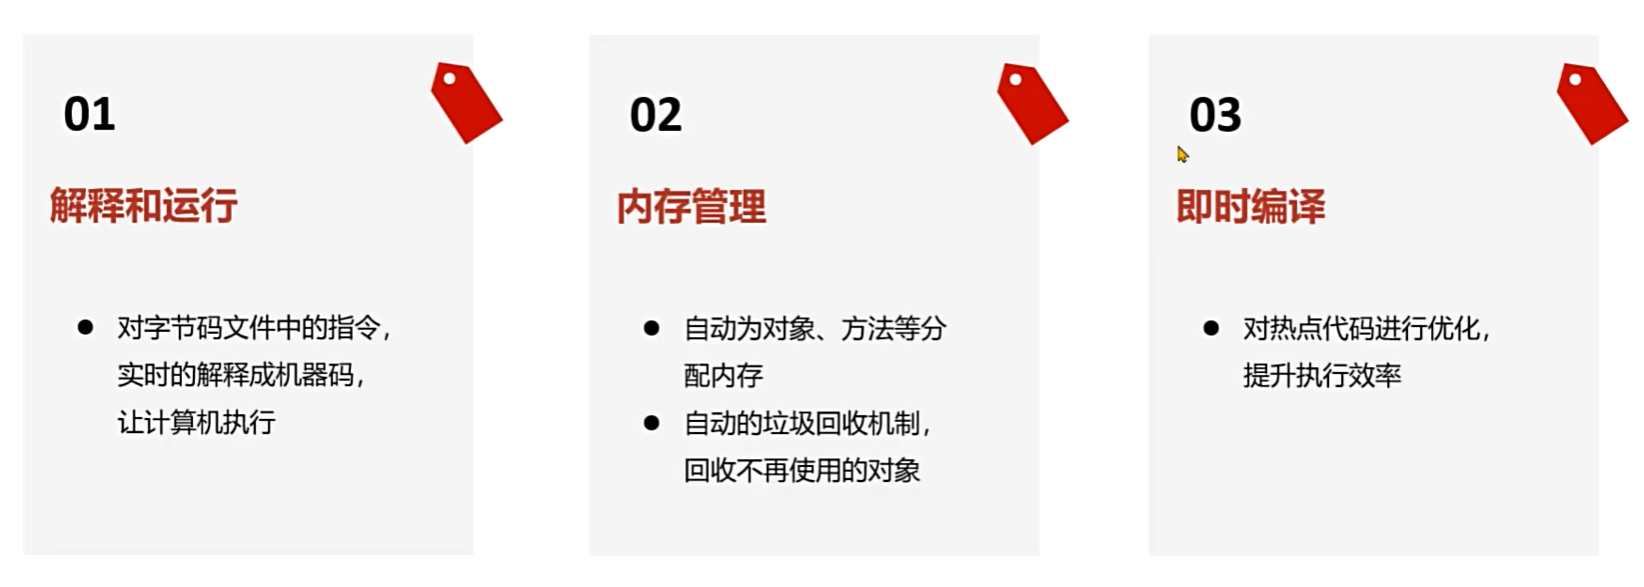 01
解释和运行
● 对字节码文件中的指令，
实时的解释成机器码，
让计算机执行
02
内存管理
● 自动为对象、方法等分
配内存
● 自动的垃圾回收机制，
回收不再使用的对象
03
即时编译
● 对热点代码进行优化，
提升执行效率